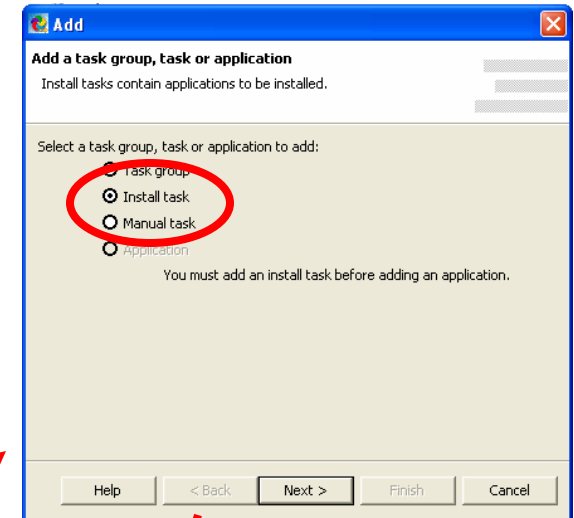 Add
Add a task group, task or application
Install tasks contain applications to be installed.
Select a task group, task or application to add:
Task group
Install task
Manual task
Application
You must add an install task before adding an application.
Help < Back Next > Finish Cancel